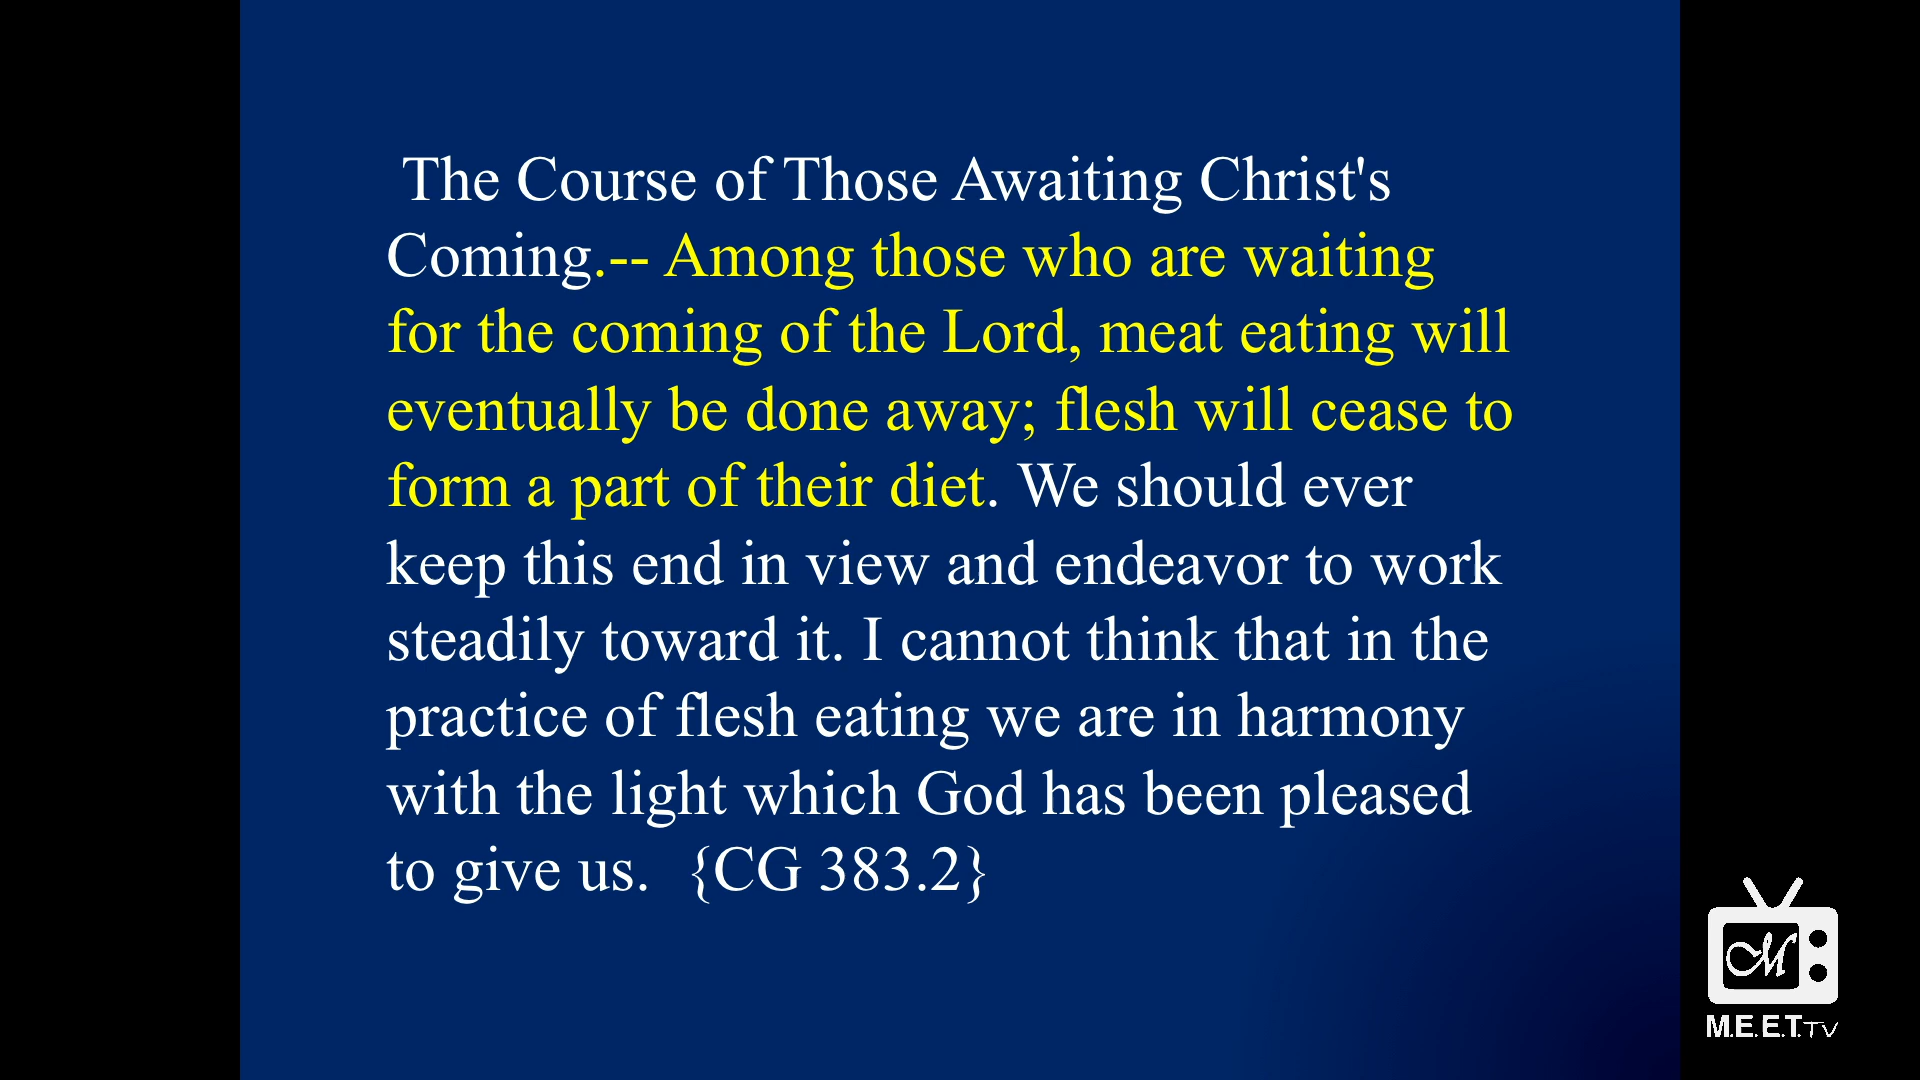 The Course of Those Awaiting Christ's
Coming.-- Among those who are waiting
for the coming of the Lord, meat eating will
eventually be done away; flesh will cease to
form a part of their diet. We should ever
keep this end in view and endeavor to work
steadily toward it. I cannot think that in the
practice of flesh eating we are in harmony
with the light which God has been pleased
to give us. {CG 383.2}
M
M.E.E.T.TV